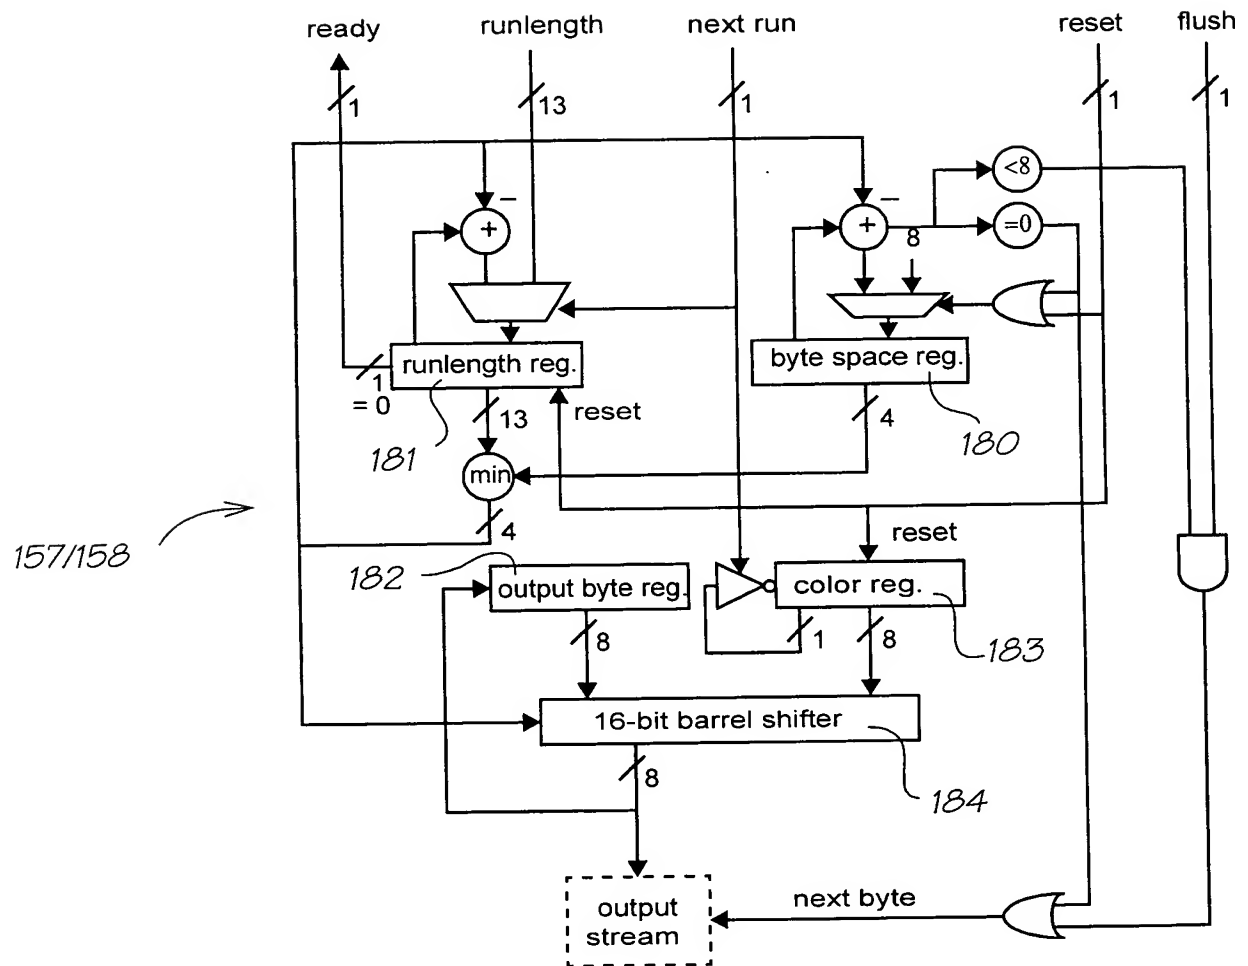 ready
runlength
next run
reset
flush
1
13
1
1
1
<8
−
−
+
+
=0
8
runlength reg.
byte space reg.
1
= 0
13
reset
4
181
180
min
4
reset
157/158
182
output byte reg.
color reg.
8
1
8
183
16-bit barrel shifter
8
184
output
stream
next byte